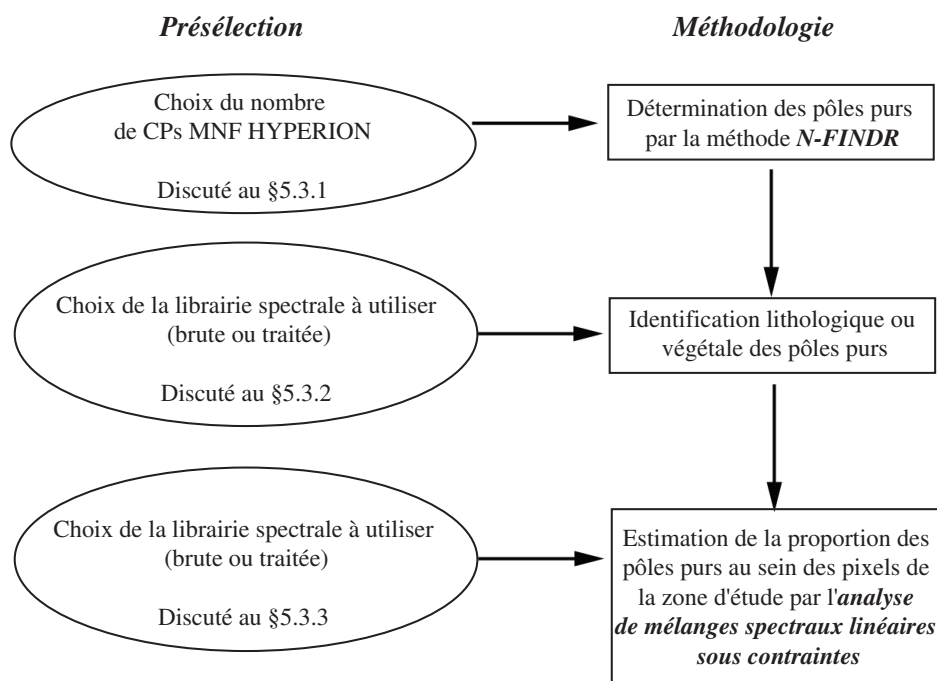 Présélection
Méthodologie
Choix du nombre
de CPs MNF HYPERION
Discuté au §5.3.1
Détermination des pôles purs
par la méthode N-FINDR
Choix de la librairie spectrale à utiliser
(brute ou traitée)
Discuté au §5.3.2
Identification lithologique ou
végétale des pôles purs
Choix de la librairie spectrale à utiliser
(brute ou traitée)
Discuté au §5.3.3
Estimation de la proportion des
pôles purs au sein des pixels de
la zone d'étude par l'analyse
de mélanges spectraux linéaires
sous contraintes